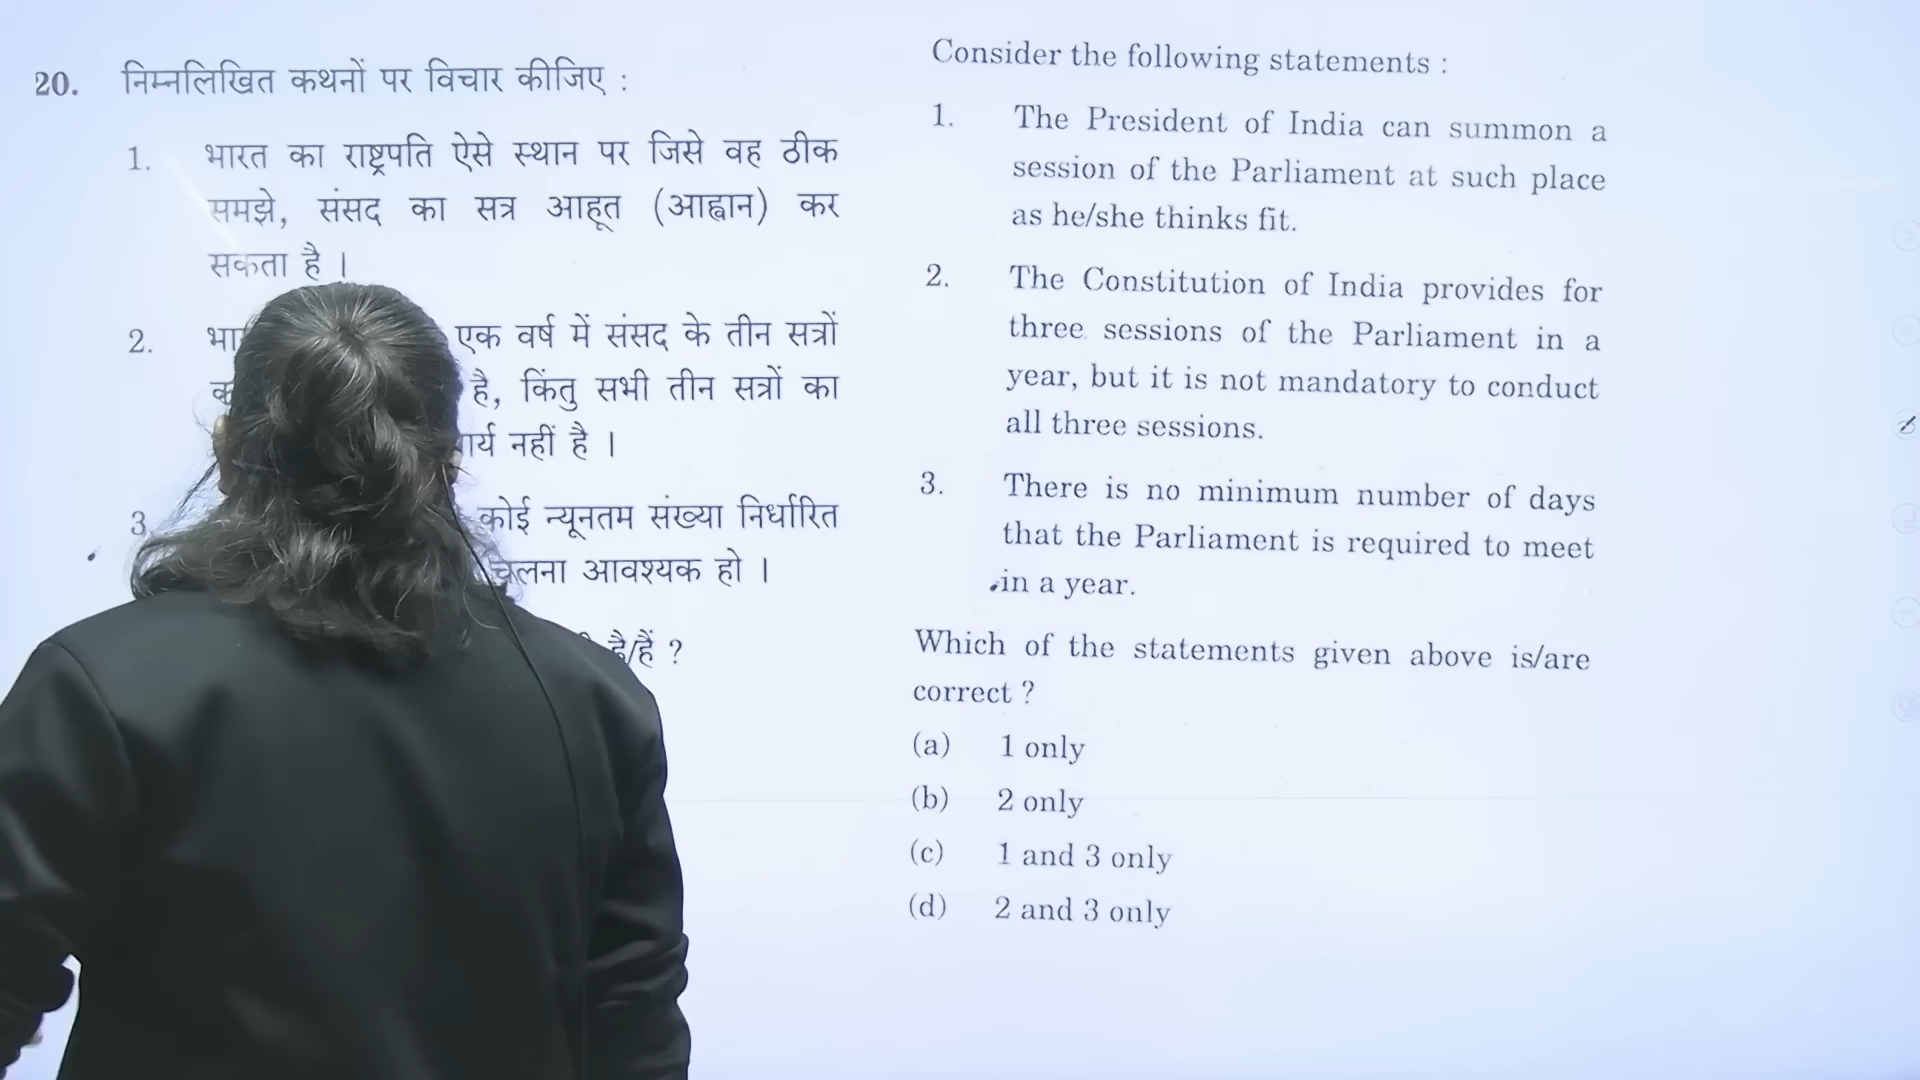 20. निम्नलिखित कथनों पर विचार कीजिए :
1. भारत का राष्ट्रपति ऐसे स्थान पर जिसे वह ठीक
समझे, संसद का सत्र आहूत (आह्वान) कर
सकता है ।
2. एक वर्ष में संसद के तीन सत्रों
है, किंतु सभी तीन सत्रों का
नहीं है ।
3. कोई न्यूनतम संख्या निर्धारित
चलना आवश्यक हो ।
है/हैं ?
Consider the following statements :
1. The President of India can summon a
session of the Parliament at such place
as he/she thinks fit.
2. The Constitution of India provides for
three sessions of the Parliament in a
year, but it is not mandatory to conduct
all three sessions.
3. There is no minimum number of days
that the Parliament is required to meet
in a year.
Which of the statements given above is/are
correct ?
(a) 1 only
(b) 2 only
(c) 1 and 3 only
(d) 2 and 3 only